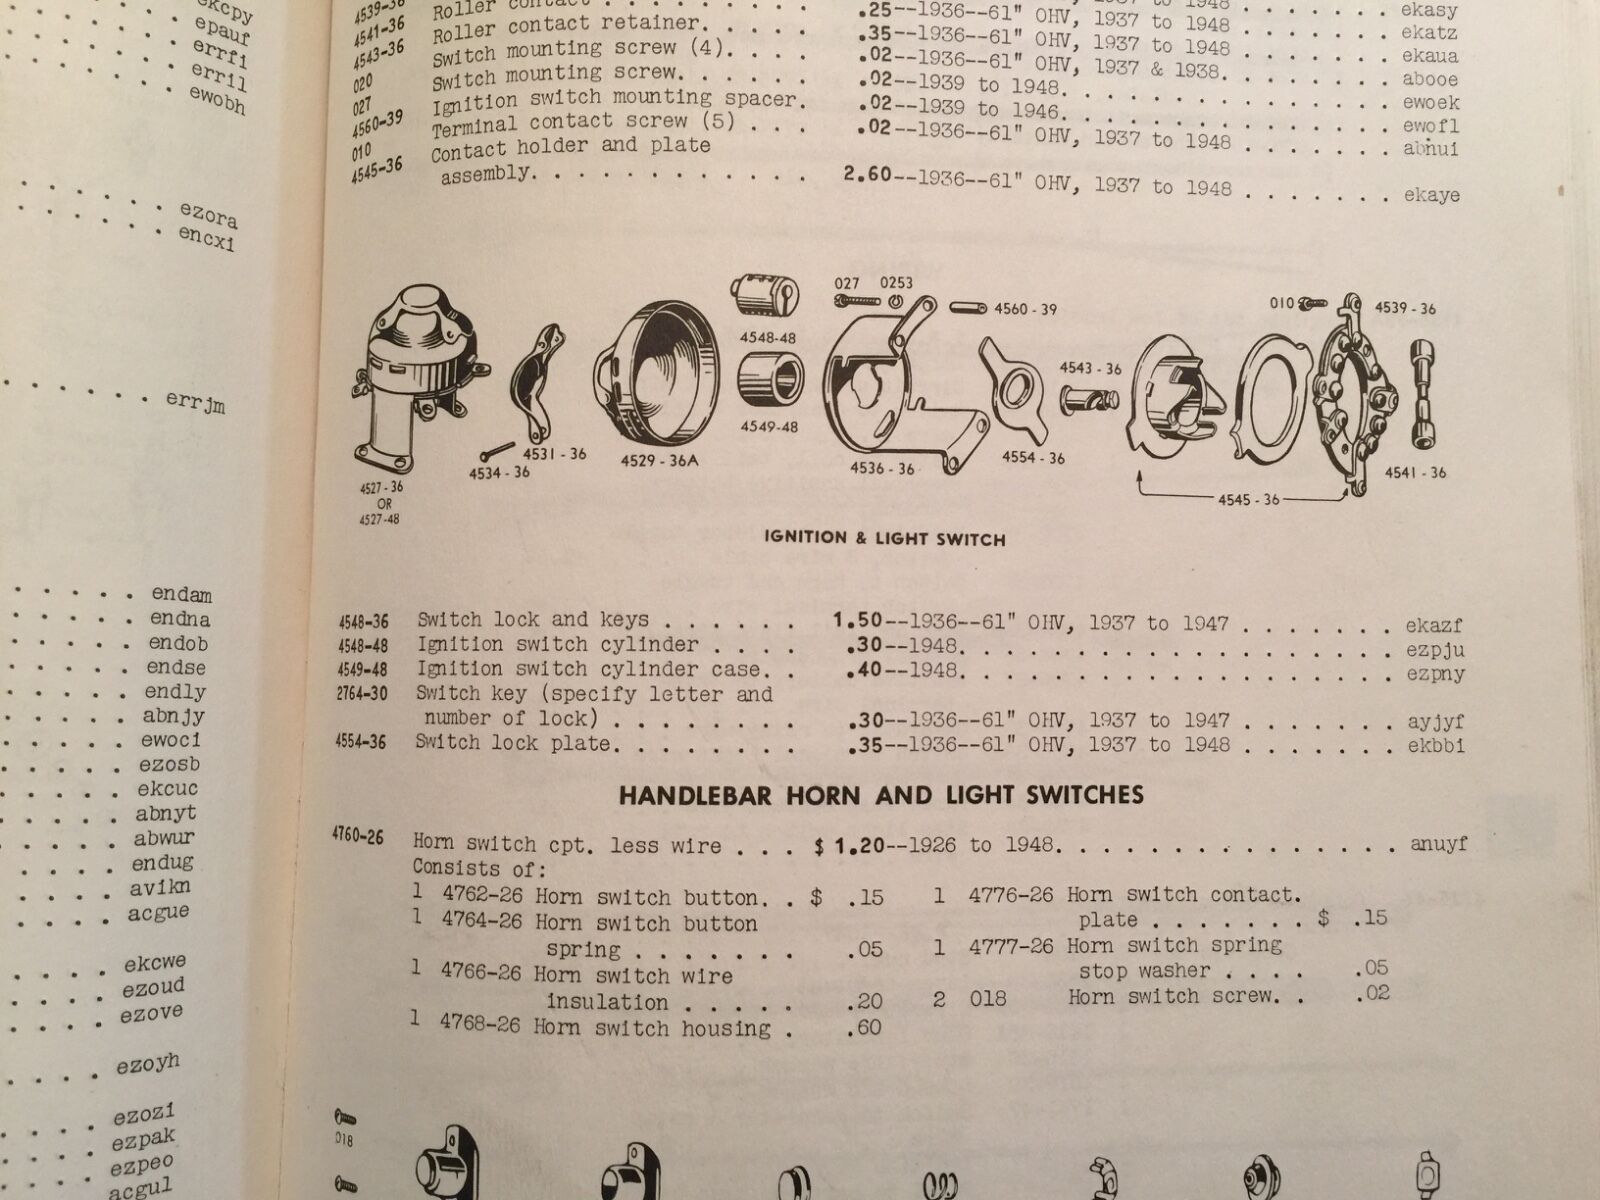 ekcpy
epauf
errfi
erril
ewobh
ezora
encxi
errjm
endam
endna
endob
endse
endly
abnjy
ewoci
ezosb
ekcuc
abnyt
abwur
endug
avikn
acgue
ekcwe
ezoud
ezove
ezoyh
ezozi
ezpak
ezpeo
acgul
4539-36 Roller contact . . . . . . . . . .25--1936--61" OHV, 1937 to 1948 . . . . . . . ekasy
4541-36 Roller contact retainer. . . . . . .35--1936--61" OHV, 1937 to 1948 . . . . . . . ekatz
4543-36 Switch mounting screw (4). . . . .02--1936--61" OHV, 1937 & 1938. . . . . . . . ekaua
020 Switch mounting screw. . . . . . .02--1939 to 1948. . . . . . . . . . . . . . . abooe
027 Ignition switch mounting spacer. .02--1939 to 1946. . . . . . . . . . . . . . . ewoek
4560-39 Terminal contact screw (5) . . . .02--1936--61" OHV, 1937 to 1948 . . . . . . . ewofl
010 Contact holder and plate abnui
4545-36 assembly. . . . . . . . . . . . 2.60--1936--61" OHV, 1937 to 1948 . . . . . . . ekaye
027 0253
4560-39
010
4539-36
4548-48
4543-36
4549-48
4531-36
4534-36
4529-36A
4536-36
4554-36
4541-36
4527-36
OR
4527-48
4545-36
IGNITION & LIGHT SWITCH
4548-36 Switch lock and keys . . . . . . 1.50--1936--61" OHV, 1937 to 1947 . . . . . . . ekazf
4548-48 Ignition switch cylinder . . . . .30--1948. . . . . . . . . . . . . . . . . . . ezpju
4549-48 Ignition switch cylinder case. . .40--1948. . . . . . . . . . . . . . . . . . . ezpny
2764-30 Switch key (specify letter and
number of lock) . . . . . . . . .30--1936--61" OHV, 1937 to 1947 . . . . . . . ayjyf
4554-36 Switch lock plate. . . . . . . . .35--1936--61" OHV, 1937 to 1948 . . . . . . . ekbbi
HANDLEBAR HORN AND LIGHT SWITCHES
4760-26 Horn switch cpt. less wire . . . $ 1.20--1926 to 1948. . . . . . . . . . . . . . . anuyf
Consists of:
1 4762-26 Horn switch button. . $ .15
1 4764-26 Horn switch button
spring . . . . . . . .05
1 4766-26 Horn switch wire
insulation . . . . . .20
1 4768-26 Horn switch housing . .60
1 4776-26 Horn switch contact.
plate . . . . . . . $ .15
1 4777-26 Horn switch spring
stop washer . . . . .05
2 018 Horn switch screw. . .02
018